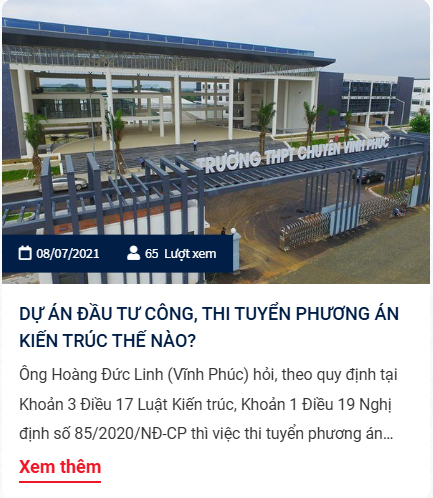 TRƯỜNG THPT CHUYÊN VĨNH PHÚC
08/07/2021 65 Lượt xem
DỰ ÁN ĐẦU TƯ CÔNG, THI TUYỂN PHƯƠNG ÁN
KIẾN TRÚC THẾ NÀO?
Ông Hoàng Đức Linh (Vĩnh Phúc) hỏi, theo quy định tại
Khoản 3 Điều 17 Luật Kiến trúc, Khoản 1 Điều 19 Nghị
định số 85/2020/NĐ-CP thì việc thi tuyển phương án...
Xem thêm